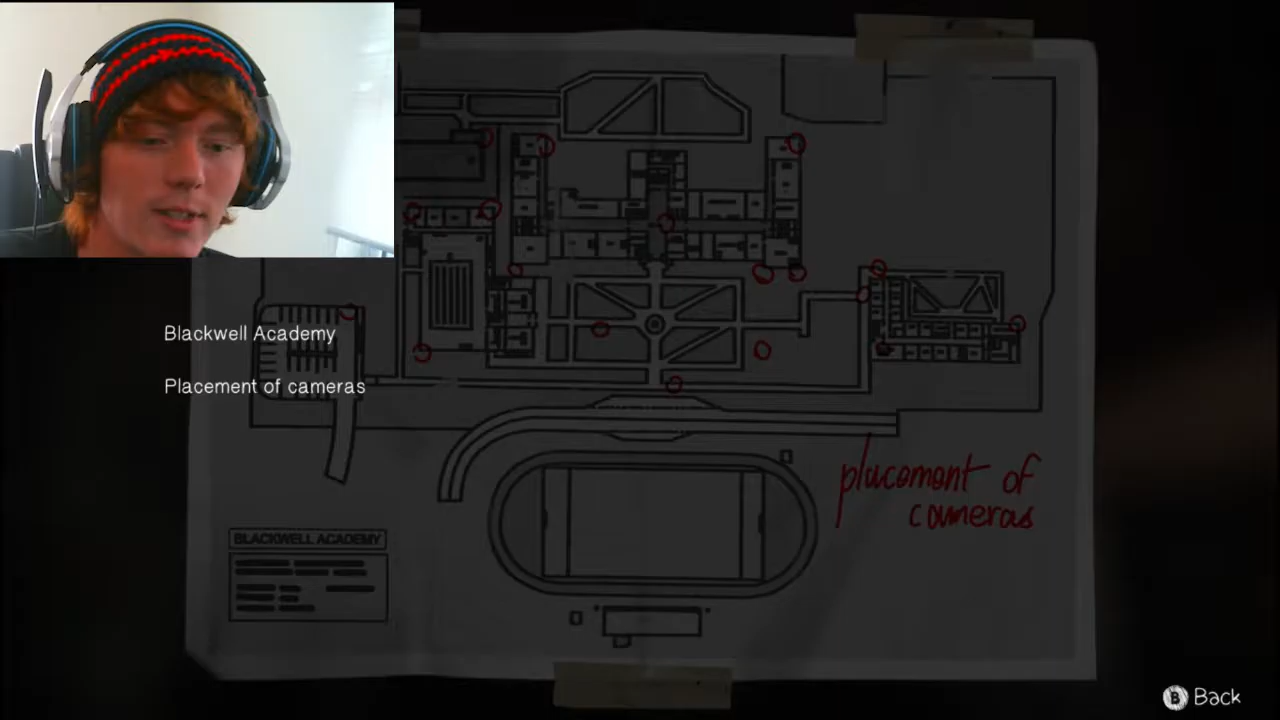 Blackwell Academy
Placement of cameras
placement of
cameras
BLACKWELL ACADEMY
B Back